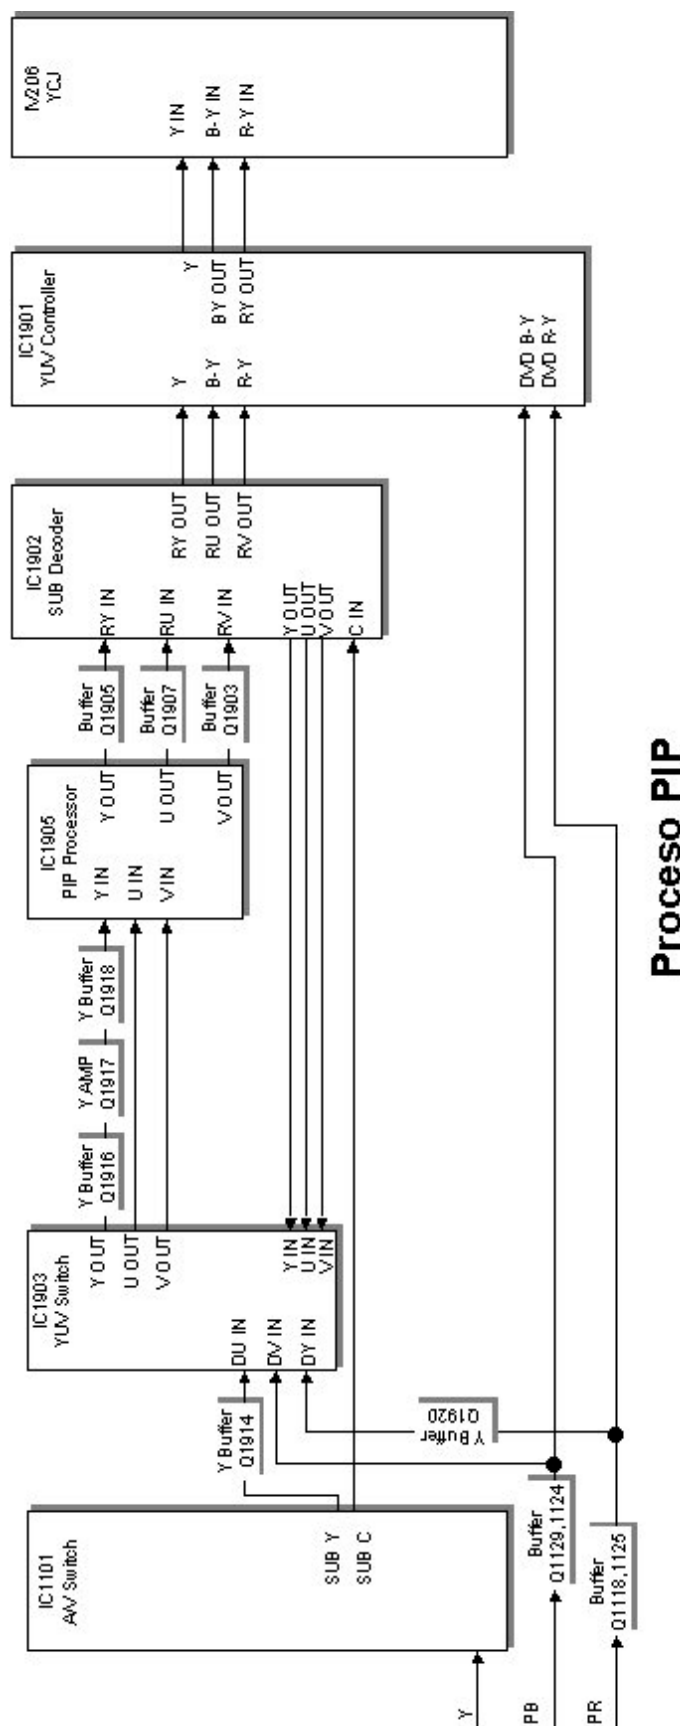 IC1101
A/V Switch
SUB Y
SUB C
Y
PB
PR
Y Buffer
Q1914
Buffer
Q1129,1124
Buffer
Q1118,1125
Y Buffer
Q1920
IC1903
YUV Switch
DU IN
DV IN
DY IN
Y OUT
U OUT
V OUT
Y IN
U IN
V IN
Y Buffer
Q1916
Y AMP
Q1917
Y Buffer
Q1918
IC1905
PIP Processor
Y IN
U IN
V IN
Y OUT
U OUT
V OUT
Buffer
Q1905
Buffer
Q1907
Buffer
Q1903
IC1902
SUB Decoder
RY IN
RU IN
RV IN
Y OUT
U OUT
V OUT
C IN
RY OUT
RU OUT
RV OUT
IC1901
YUV Controller
Y
B-Y
R-Y
Y
BY OUT
RY OUT
DVD B-Y
DVD R-Y
YCJ
Y IN
B-Y IN
R-Y IN
Proceso PIP